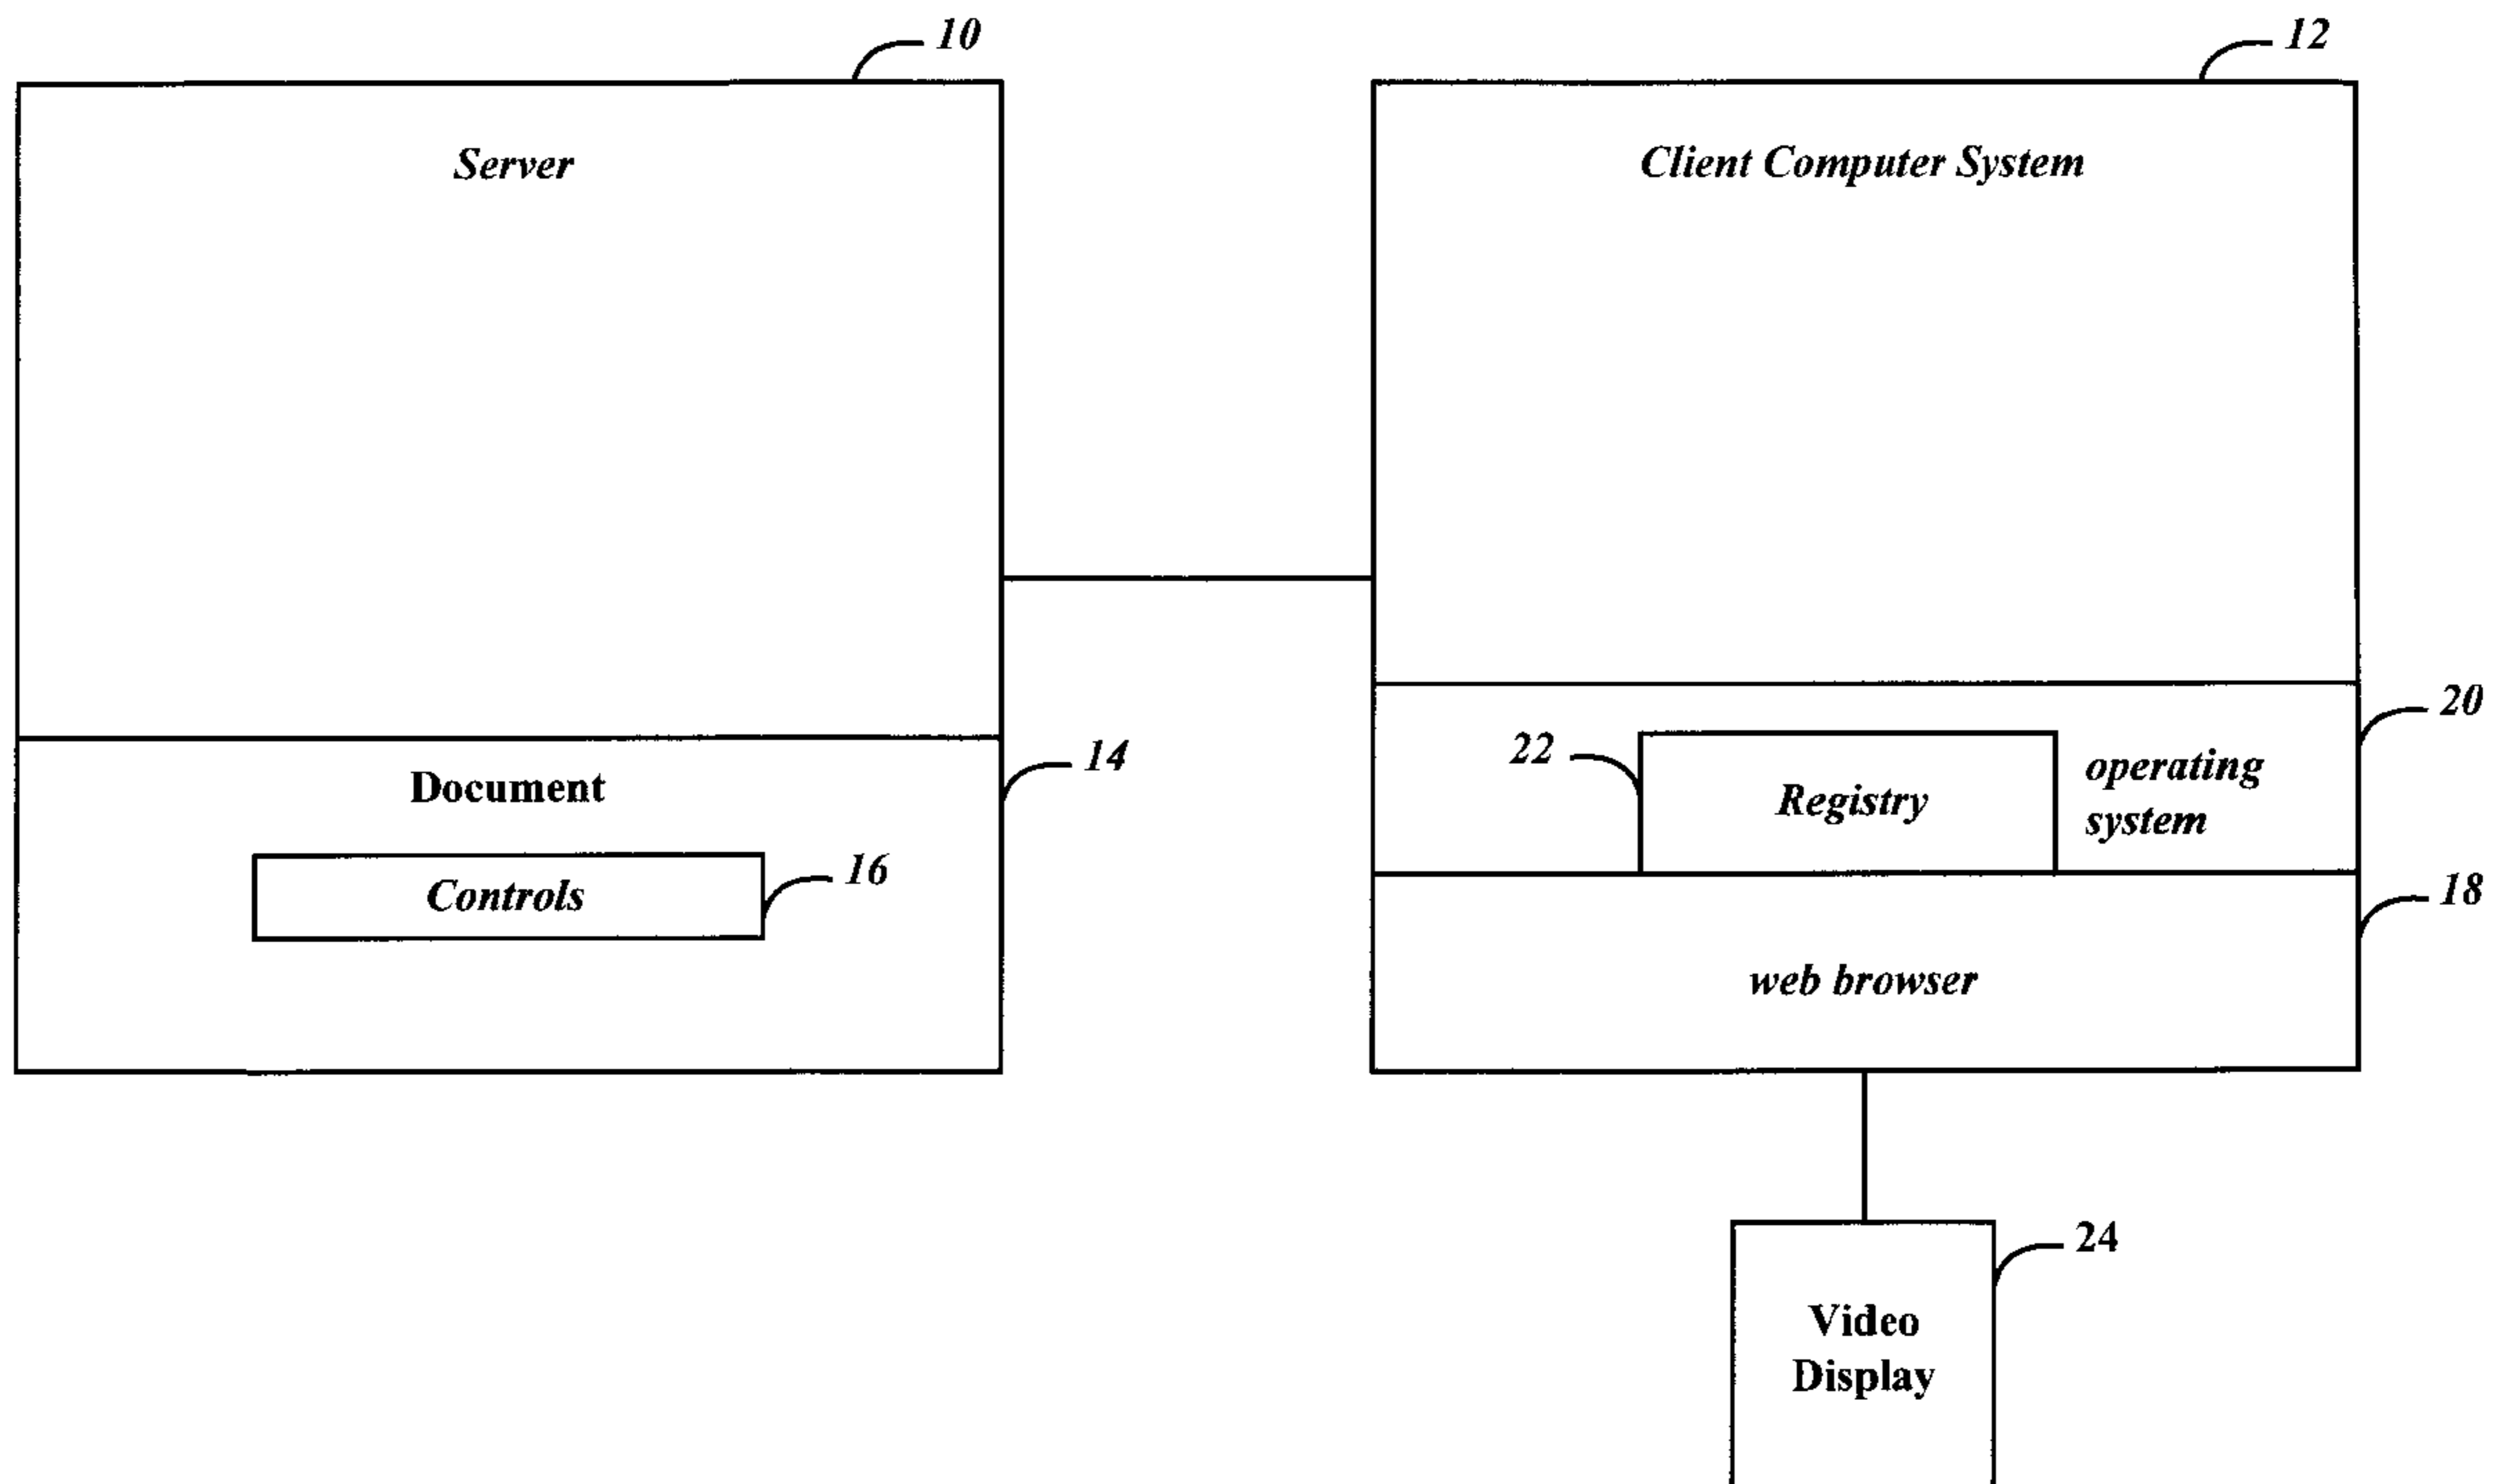 10
12
Server
Client Computer System
20
14
22
operating
Document
Registry
system
16
Controls
18
web browser
24
Video
Display